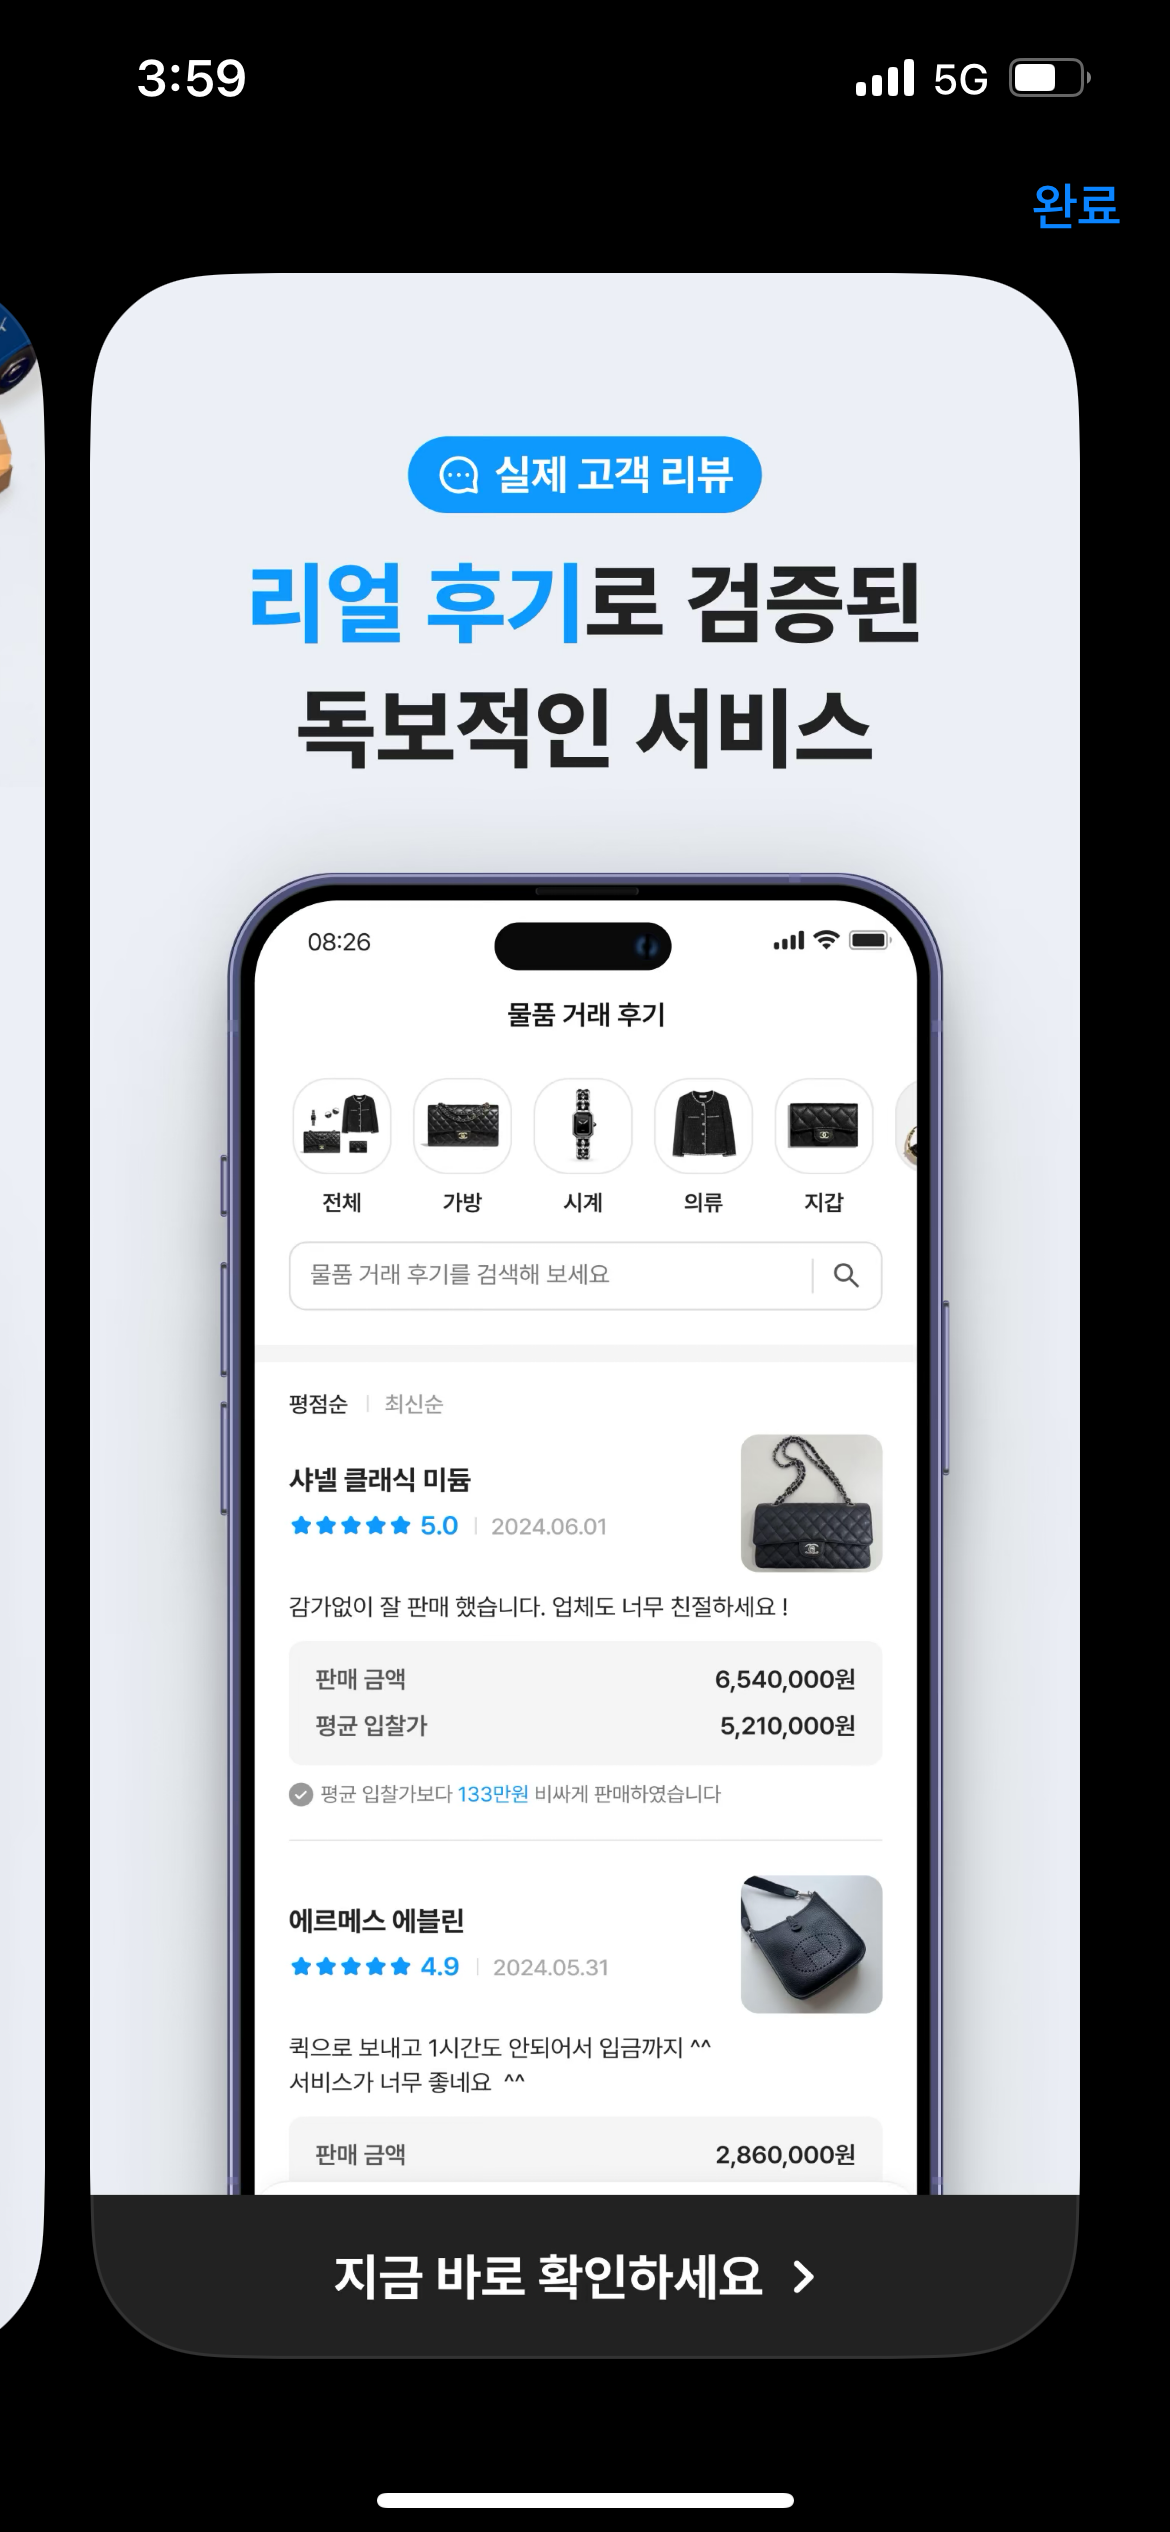 3:59
5G
완료
실제 고객 리뷰
리얼 후기로 검증된
독보적인 서비스
08:26
물품 거래 후기
전체
가방
시계
의류
지갑
물품 거래 후기를 검색해 보세요
평점순 | 최신순
샤넬 클래식 미듐
5.0 | 2024.06.01
감가없이 잘 판매 했습니다. 업체도 너무 친절하세요 !
판매 금액 6,540,000원
평균 입찰가 5,210,000원
평균 입찰가보다 133만원 비싸게 판매하였습니다
에르메스 에블린
4.9 | 2024.05.31
퀵으로 보내고 1시간도 안되어서 입금까지 ^^
서비스가 너무 좋네요 ^^
판매 금액 2,860,000원
지금 바로 확인하세요 >